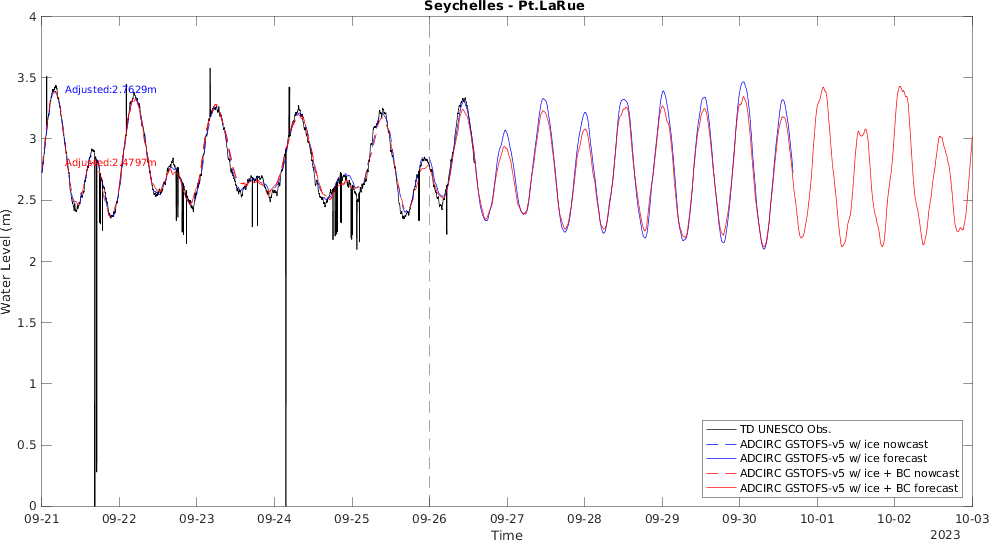 Seychelles - Pt.LaRue
Water Level (m)
4
3.5
3
2.5
2
1.5
1
0.5
0
Adjusted:2.7629m
Adjusted:2.4797m
TD UNESCO Obs.
ADCIRC GSTOFS-v5 w/ ice nowcast
ADCIRC GSTOFS-v5 w/ ice forecast
ADCIRC GSTOFS-v5 w/ ice + BC nowcast
ADCIRC GSTOFS-v5 w/ ice + BC forecast
09-21 09-22 09-23 09-24 09-25 09-26 09-27 09-28 09-29 09-30 10-01 10-02 10-03
Time
2023